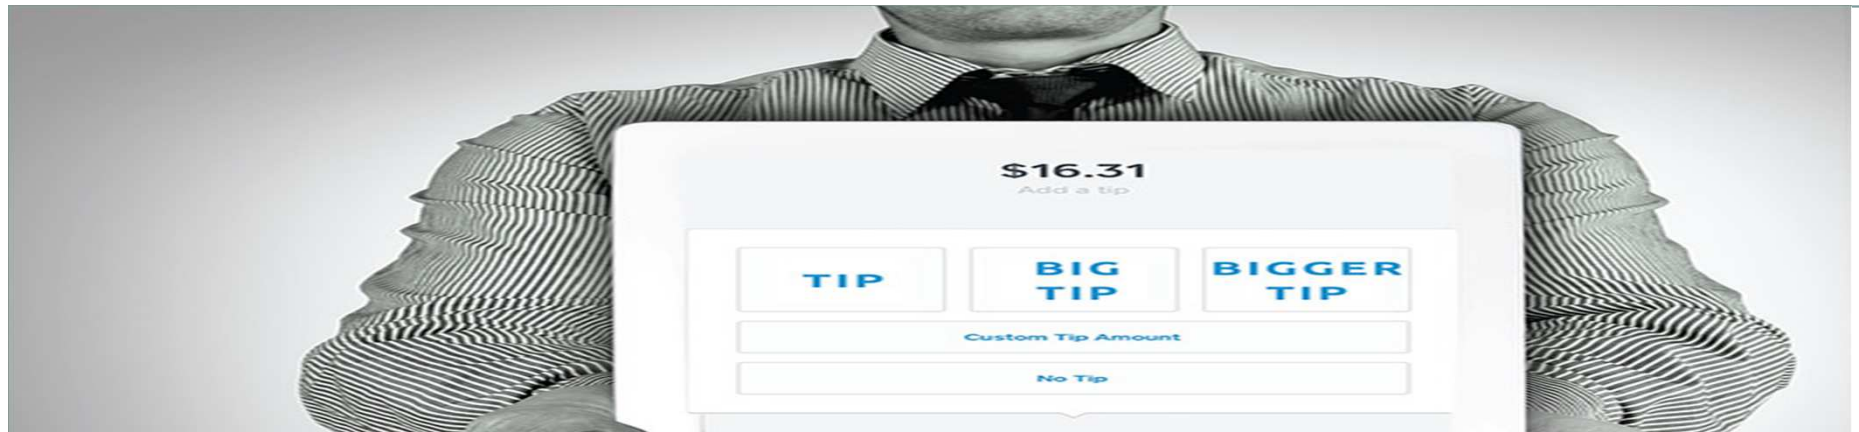 $16.31
Add a tip
TIP
BIG
TIP
BIGGER
TIP
Custom Tip Amount
No Tip